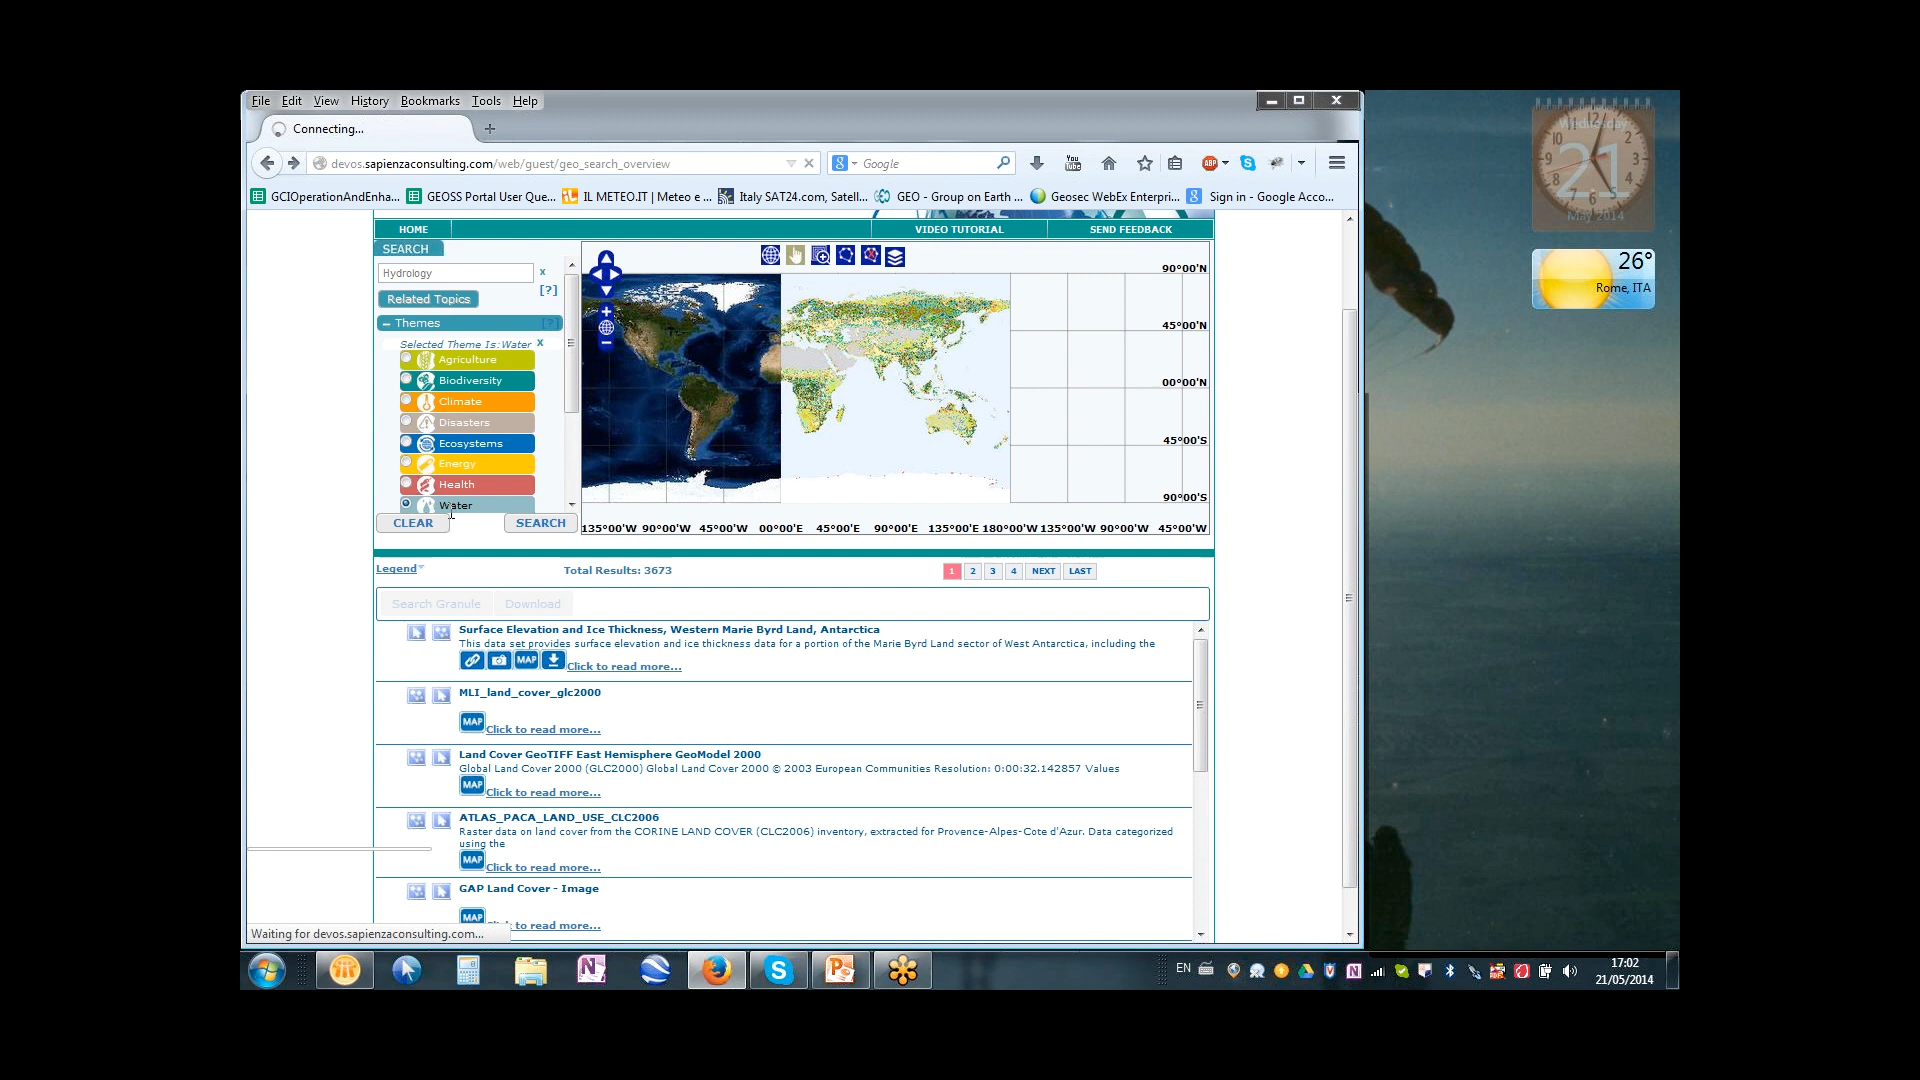 File Edit View History Bookmarks Tools Help
Connecting...
devos.sapienzaconsulting.com/web/guest/geo_search_overview
Google
GCIOperationAndEnha...
GEOSS Portal User Que...
IL METEO.IT | Meteo e ...
Italy SAT24.com, Satell...
GEO - Group on Earth ...
Geosec WebEx Enterpri...
Sign in - Google Acco...
HOME
VIDEO TUTORIAL
SEND FEEDBACK
SEARCH
Hydrology
x
[?]
Related Topics
Themes
[?]
Selected Theme Is:Water x
Agriculture
Biodiversity
Climate
Disasters
Ecosystems
Energy
Health
Water
CLEAR
SEARCH
90°00'N
45°00'N
00°00'E
45°00'S
90°00'S
135°00'W 90°00'W 45°00'W 00°00'E 45°00'E 90°00'E 135°00'E 180°00'W 135°00'W 90°00'W 45°00'W
Legend
Total Results: 3673
1 2 3 4 NEXT LAST
Search Granule
Download
Surface Elevation and Ice Thickness, Western Marie Byrd Land, Antarctica
This data set provides surface elevation and ice thickness data for a portion of the Marie Byrd Land sector of West Antarctica, including the
MAP
Click to read more...
MLI_land_cover_glc2000
MAP
Click to read more...
Land Cover GeoTIFF East Hemisphere GeoModel 2000
Global Land Cover 2000 (GLC2000) Global Land Cover 2000 © 2003 European Communities Resolution: 0:00:32.142857 Values
MAP
Click to read more...
ATLAS_PACA_LAND_USE_CLC2006
Raster data on land cover from the CORINE LAND COVER (CLC2006) inventory, extracted for Provence-Alpes-Cote d'Azur. Data categorized
using the
MAP
Click to read more...
GAP Land Cover - Image
MAP
Click to read more...
Waiting for devos.sapienzaconsulting.com...
Wednesday
21
May 2014
26°
Rome, ITA
EN
17:02
21/05/2014